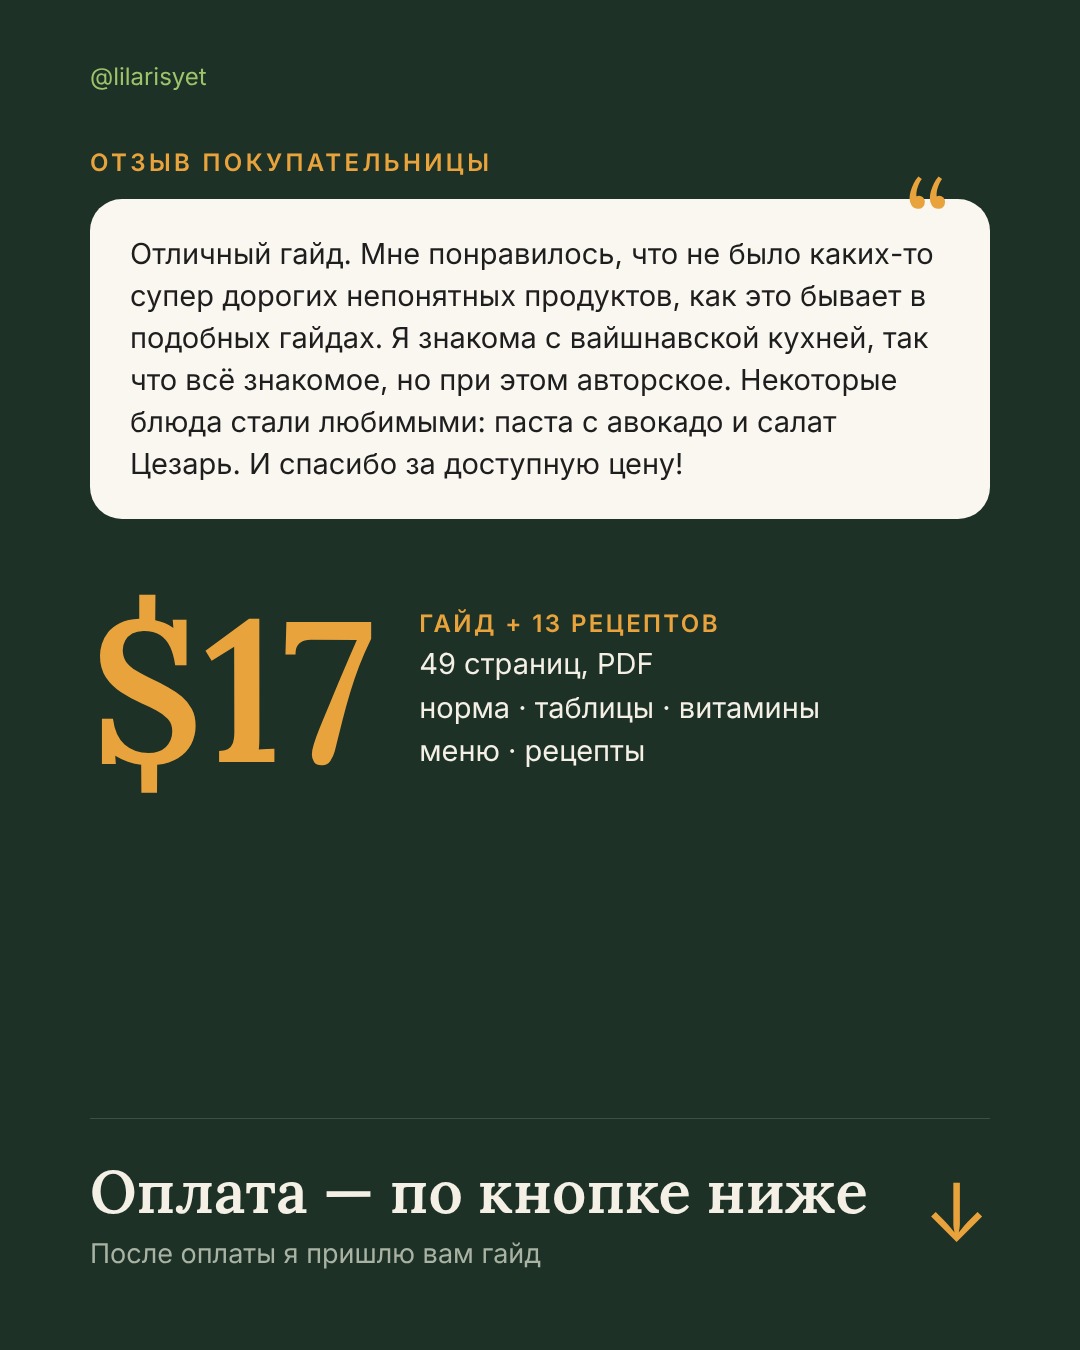 @lilarisyet
ОТЗЫВ ПОКУПАТЕЛЬНИЦЫ
“
Отличный гайд. Мне понравилось, что не было каких-то
супер дорогих непонятных продуктов, как это бывает в
подобных гайдах. Я знакома с вайшнавской кухней, так
что всё знакомое, но при этом авторское. Некоторые
блюда стали любимыми: паста с авокадо и салат
Цезарь. И спасибо за доступную цену!
$17
ГАЙД + 13 РЕЦЕПТОВ
49 страниц, PDF
норма · таблицы · витамины
меню · рецепты
Оплата — по кнопке ниже
↓
После оплаты я пришлю вам гайд